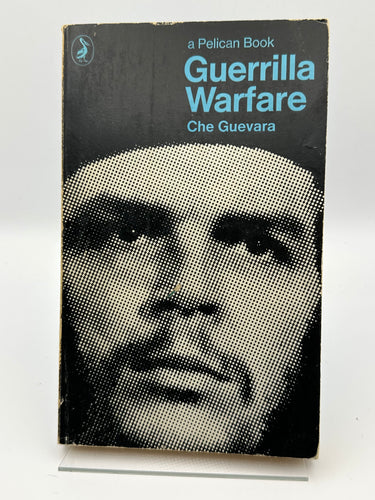 a Pelican Book
Guerrilla
Warfare
Che Guevara